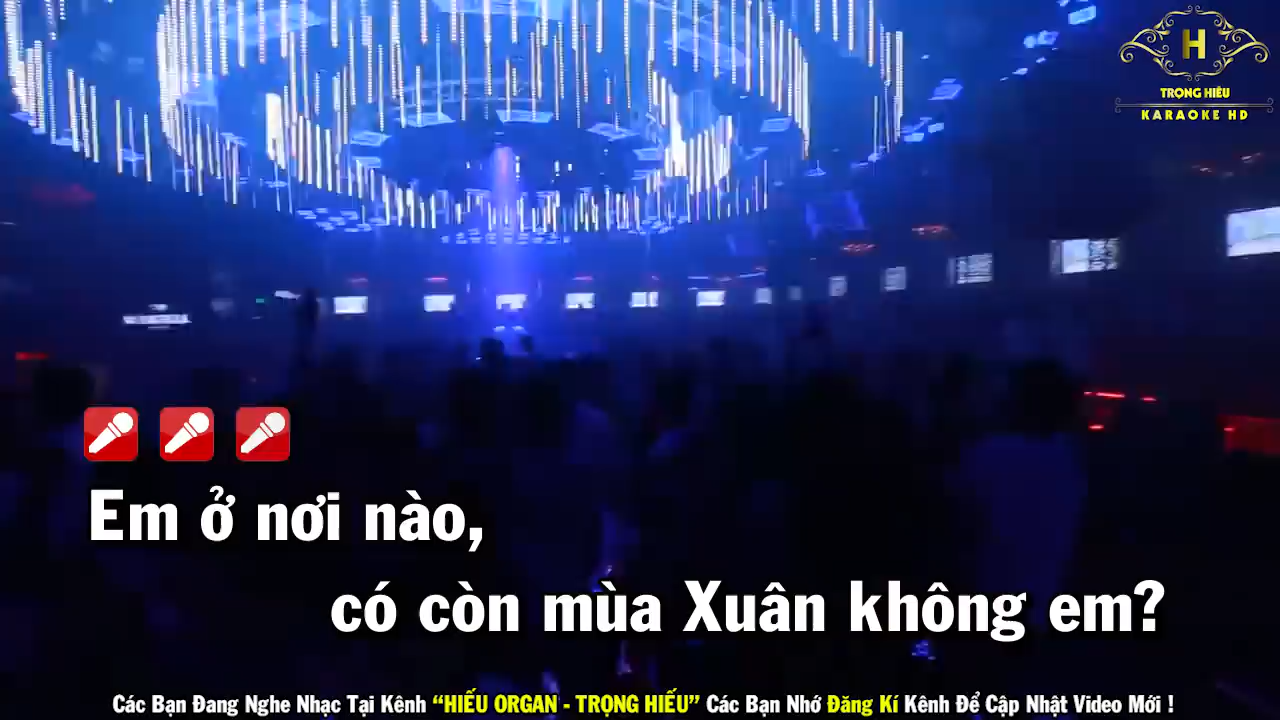 H
TRỌNG HIẾU
KARAOKE HD
Em ở nơi nào,
có còn mùa Xuân không em?
Các Bạn Đang Nghe Nhạc Tại Kênh “HIẾU ORGAN - TRỌNG HIẾU” Các Bạn Nhớ Đăng Kí Kênh Để Cập Nhật Video Mới !